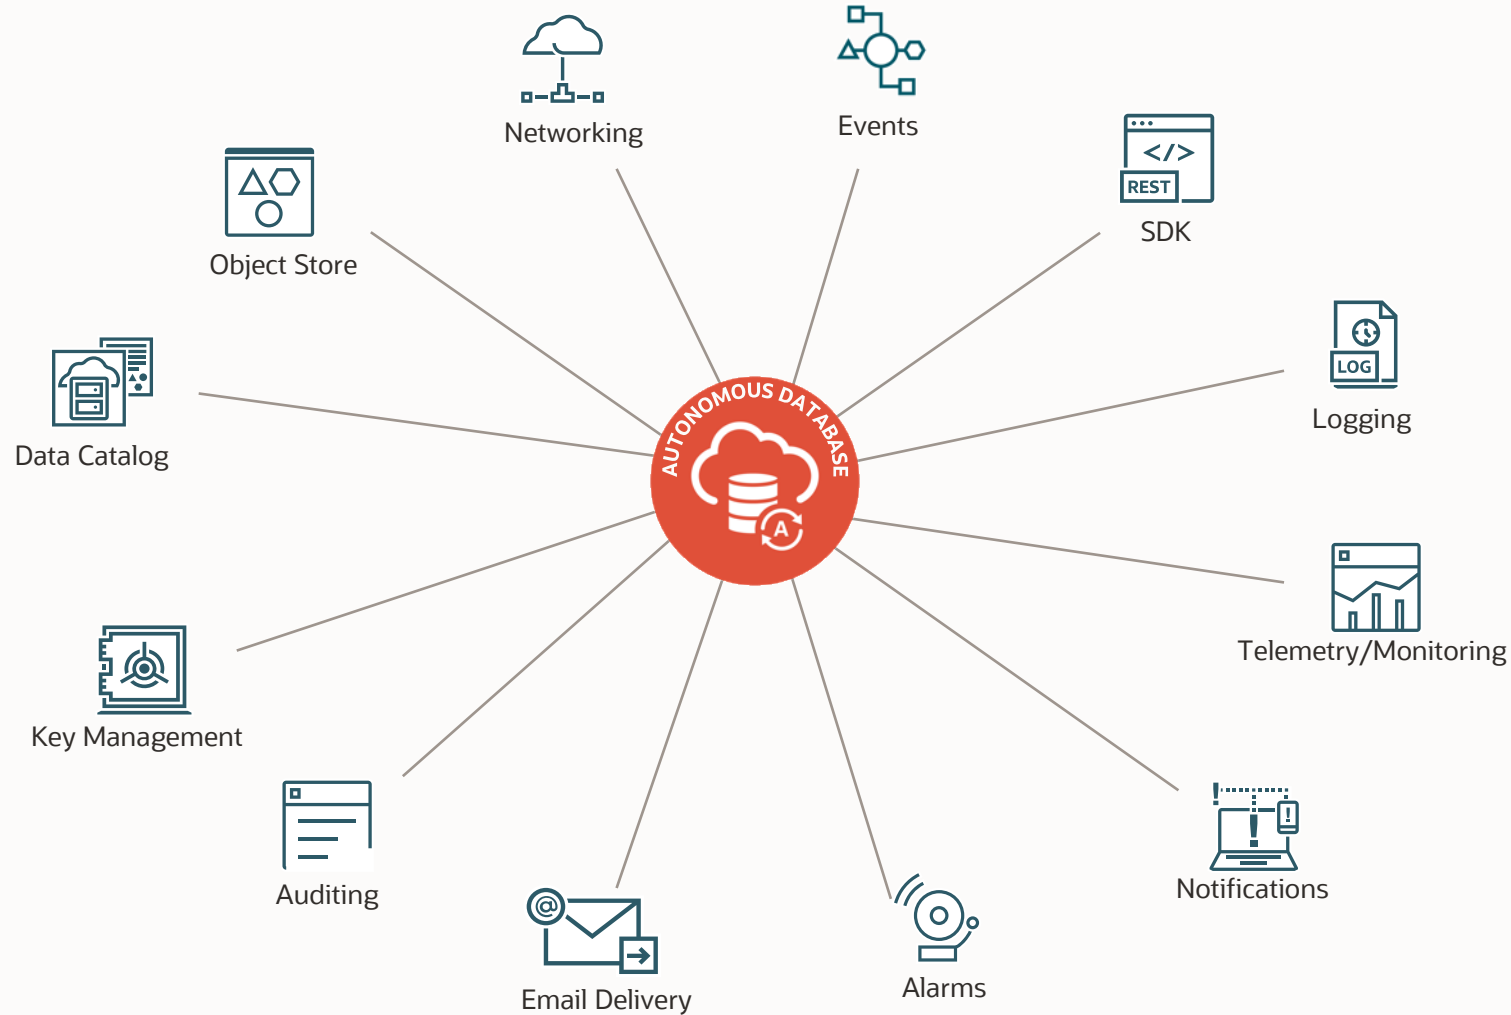 Networking
Events
</>
REST
SDK
Object Store
LOG
Logging
Data Catalog
AUTONOMOUS DATABASE
A
Telemetry/Monitoring
Key Management
!
!
!
Notifications
Auditing
@
Email Delivery
Alarms